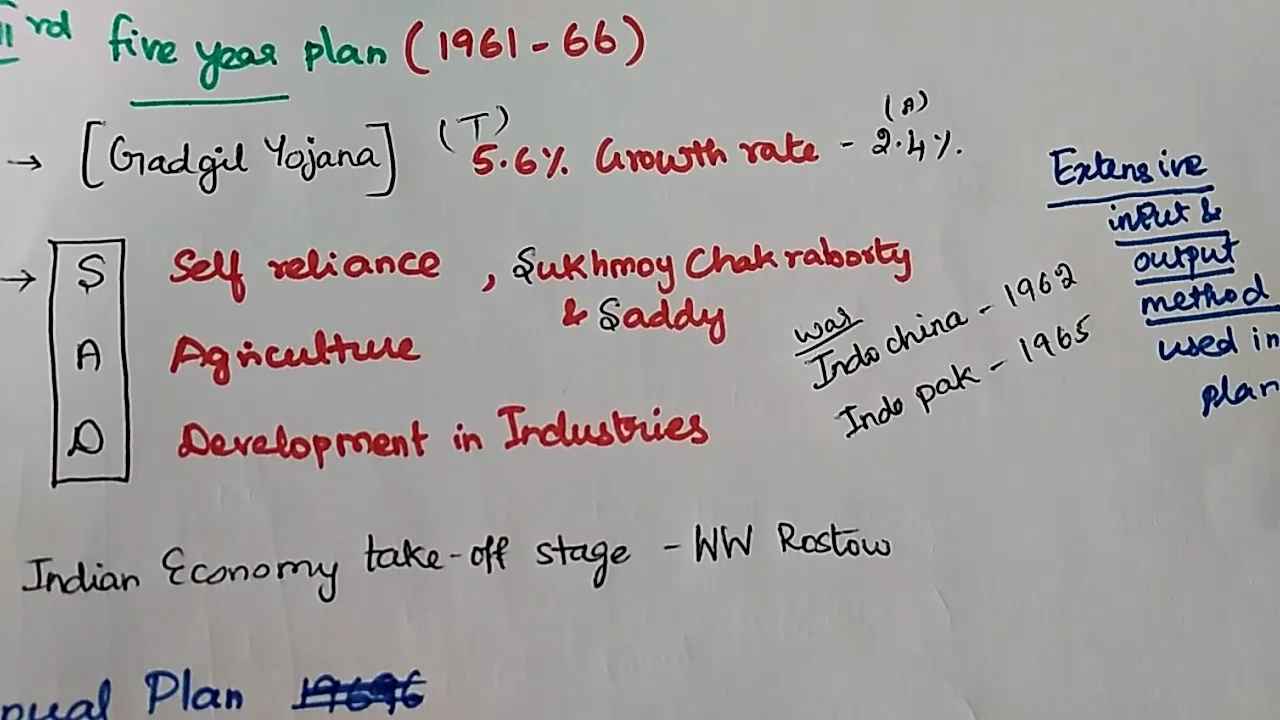 IIIrd five year plan (1961-66)
→ [Gadgil Yojana] (T) 5.6% Growth rate - 2.4%. (A)
→ S Self reliance, Sukhmoy Chakraborty
& Saddy
A Agriculture
D Development in Industries
war
Indo china - 1962
Indo pak - 1965
Extensive
input &
output
method
used in
plan
Indian Economy take-off stage - WW Rostow
nual Plan